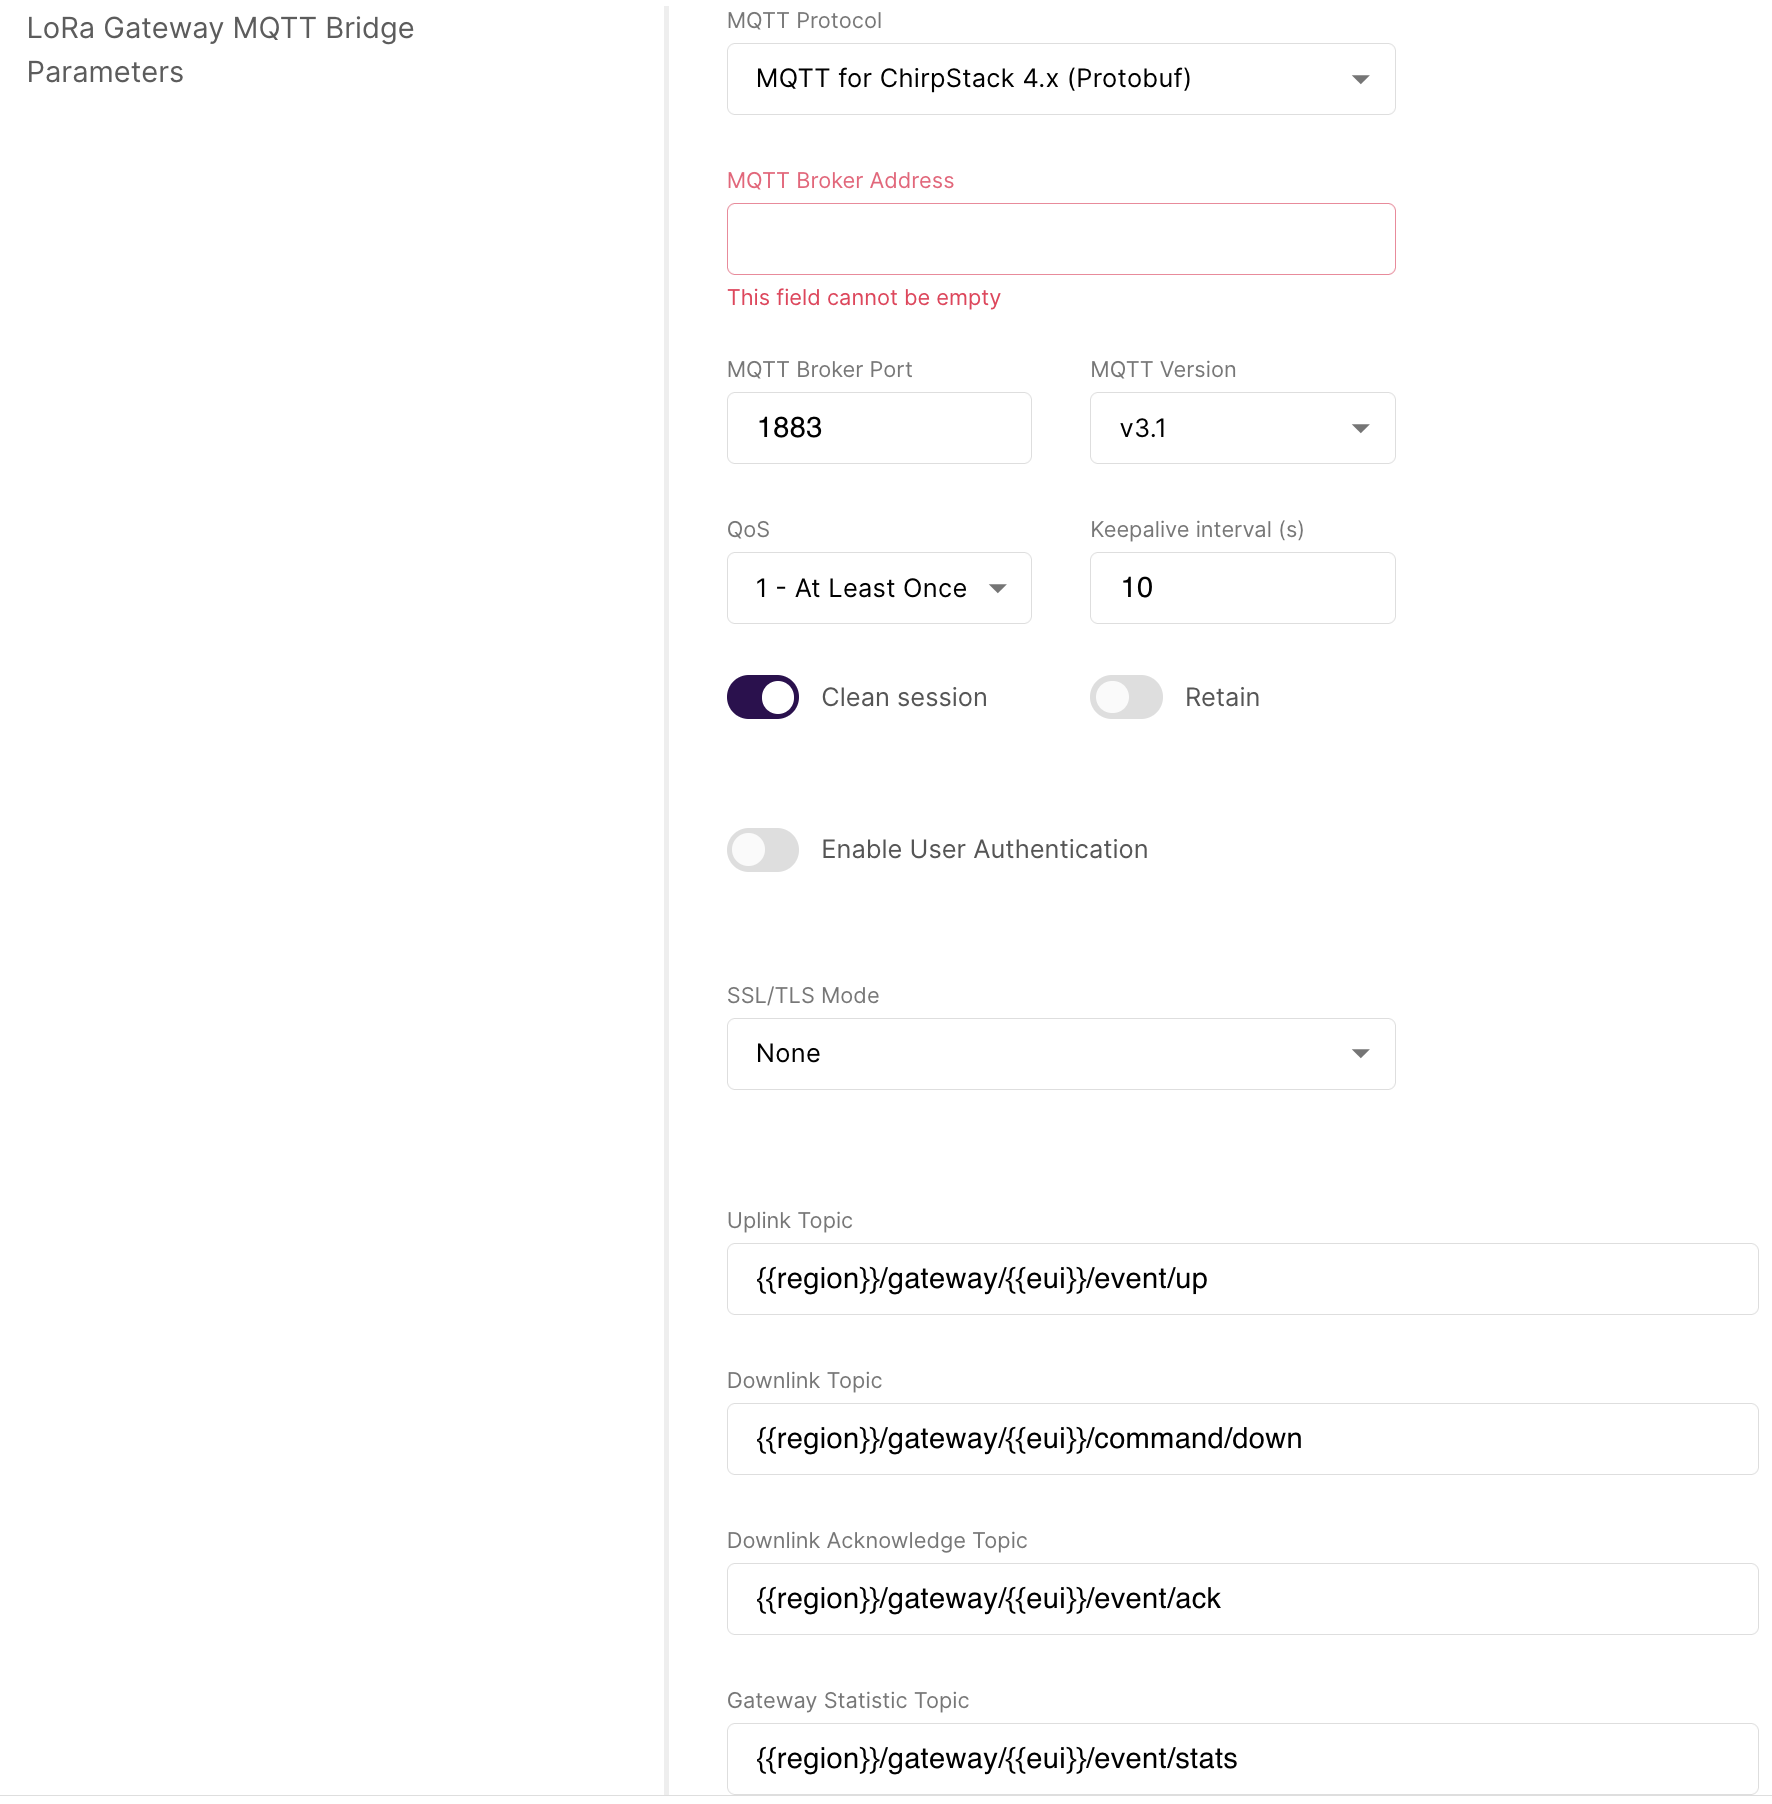 LoRa Gateway MQTT Bridge
Parameters
MQTT Protocol
MQTT for ChirpStack 4.x (Protobuf)
MQTT Broker Address
This field cannot be empty
MQTT Broker Port
MQTT Version
1883
v3.1
QoS
Keepalive interval (s)
1 - At Least Once
10
Clean session
Retain
Enable User Authentication
SSL/TLS Mode
None
Uplink Topic
{{region}}/gateway/{{eui}}/event/up
Downlink Topic
{{region}}/gateway/{{eui}}/command/down
Downlink Acknowledge Topic
{{region}}/gateway/{{eui}}/event/ack
Gateway Statistic Topic
{{region}}/gateway/{{eui}}/event/stats